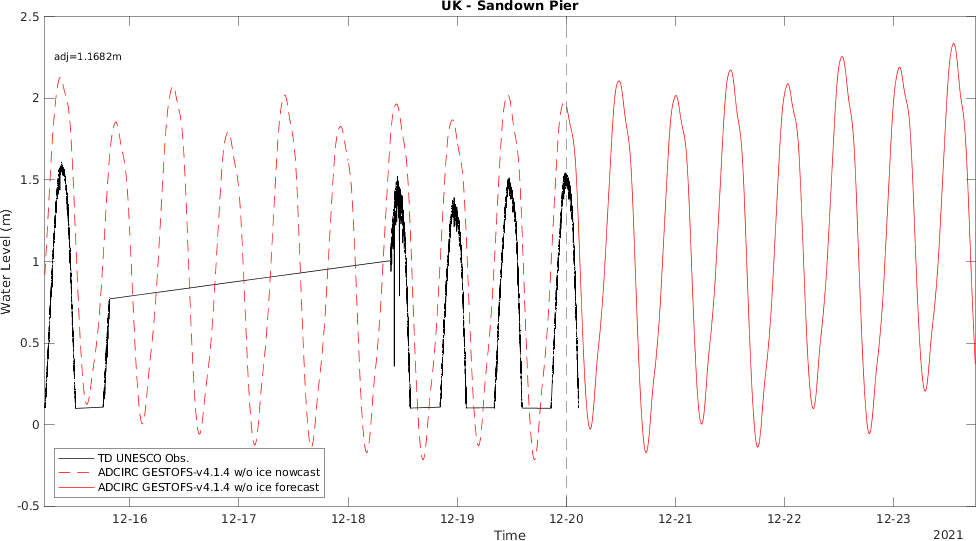 UK - Sandown Pier
adj=1.1682m
2.5
2
1.5
1
0.5
0
-0.5
Water Level (m)
TD UNESCO Obs.
ADCIRC GESTOFS-v4.1.4 w/o ice nowcast
ADCIRC GESTOFS-v4.1.4 w/o ice forecast
12-16 12-17 12-18 12-19 12-20 12-21 12-22 12-23
Time
2021